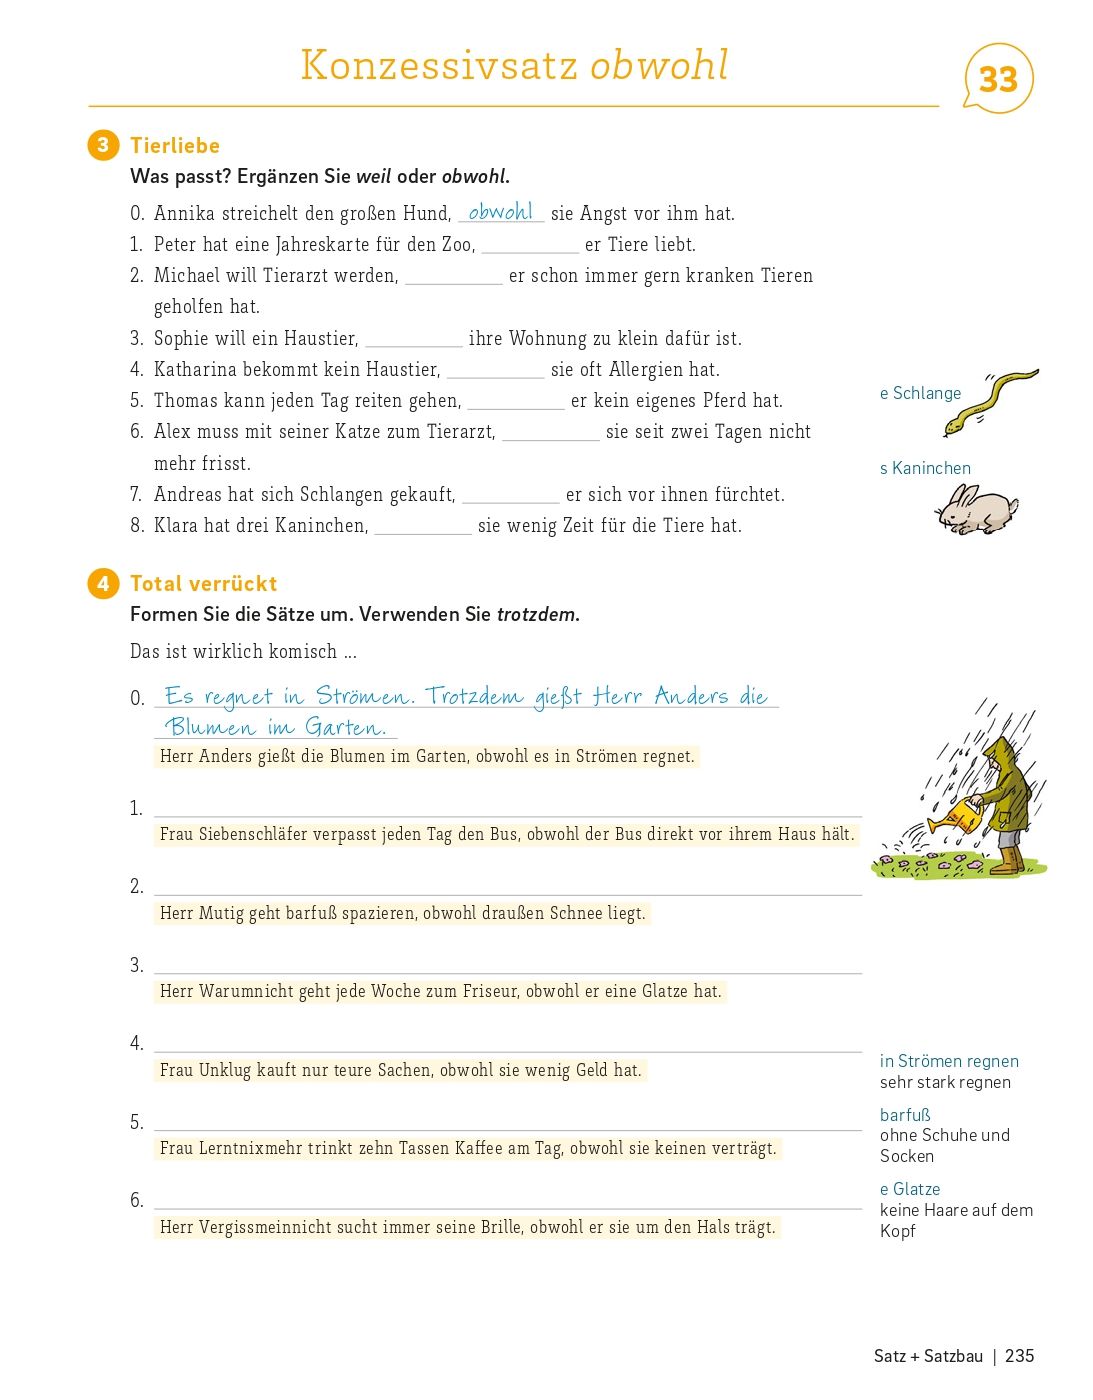 Konzessivsatz obwohl
33
3 Tierliebe
Was passt? Ergänzen Sie weil oder obwohl.
0. Annika streichelt den großen Hund, obwohl sie Angst vor ihm hat.
1. Peter hat eine Jahreskarte für den Zoo, __________ er Tiere liebt.
2. Michael will Tierarzt werden, __________ er schon immer gern kranken Tieren
geholfen hat.
3. Sophie will ein Haustier, __________ ihre Wohnung zu klein dafür ist.
4. Katharina bekommt kein Haustier, __________ sie oft Allergien hat.
5. Thomas kann jeden Tag reiten gehen, __________ er kein eigenes Pferd hat.
6. Alex muss mit seiner Katze zum Tierarzt, __________ sie seit zwei Tagen nicht
mehr frisst.
7. Andreas hat sich Schlangen gekauft, __________ er sich vor ihnen fürchtet.
8. Klara hat drei Kaninchen, __________ sie wenig Zeit für die Tiere hat.
e Schlange
s Kaninchen
4 Total verrückt
Formen Sie die Sätze um. Verwenden Sie trotzdem.
Das ist wirklich komisch ...
0. Es regnet in Strömen. Trotzdem gießt Herr Anders die
Blumen im Garten.
Herr Anders gießt die Blumen im Garten, obwohl es in Strömen regnet.
1.
Frau Siebenschläfer verpasst jeden Tag den Bus, obwohl der Bus direkt vor ihrem Haus hält.
2.
Herr Mutig geht barfuß spazieren, obwohl draußen Schnee liegt.
3.
Herr Warumnicht geht jede Woche zum Friseur, obwohl er eine Glatze hat.
4.
Frau Unklug kauft nur teure Sachen, obwohl sie wenig Geld hat.
5.
Frau Lerntnixmehr trinkt zehn Tassen Kaffee am Tag, obwohl sie keinen verträgt.
6.
Herr Vergissmeinnicht sucht immer seine Brille, obwohl er sie um den Hals trägt.
in Strömen regnen
sehr stark regnen
barfuß
ohne Schuhe und
Socken
e Glatze
keine Haare auf dem
Kopf
Satz + Satzbau | 235